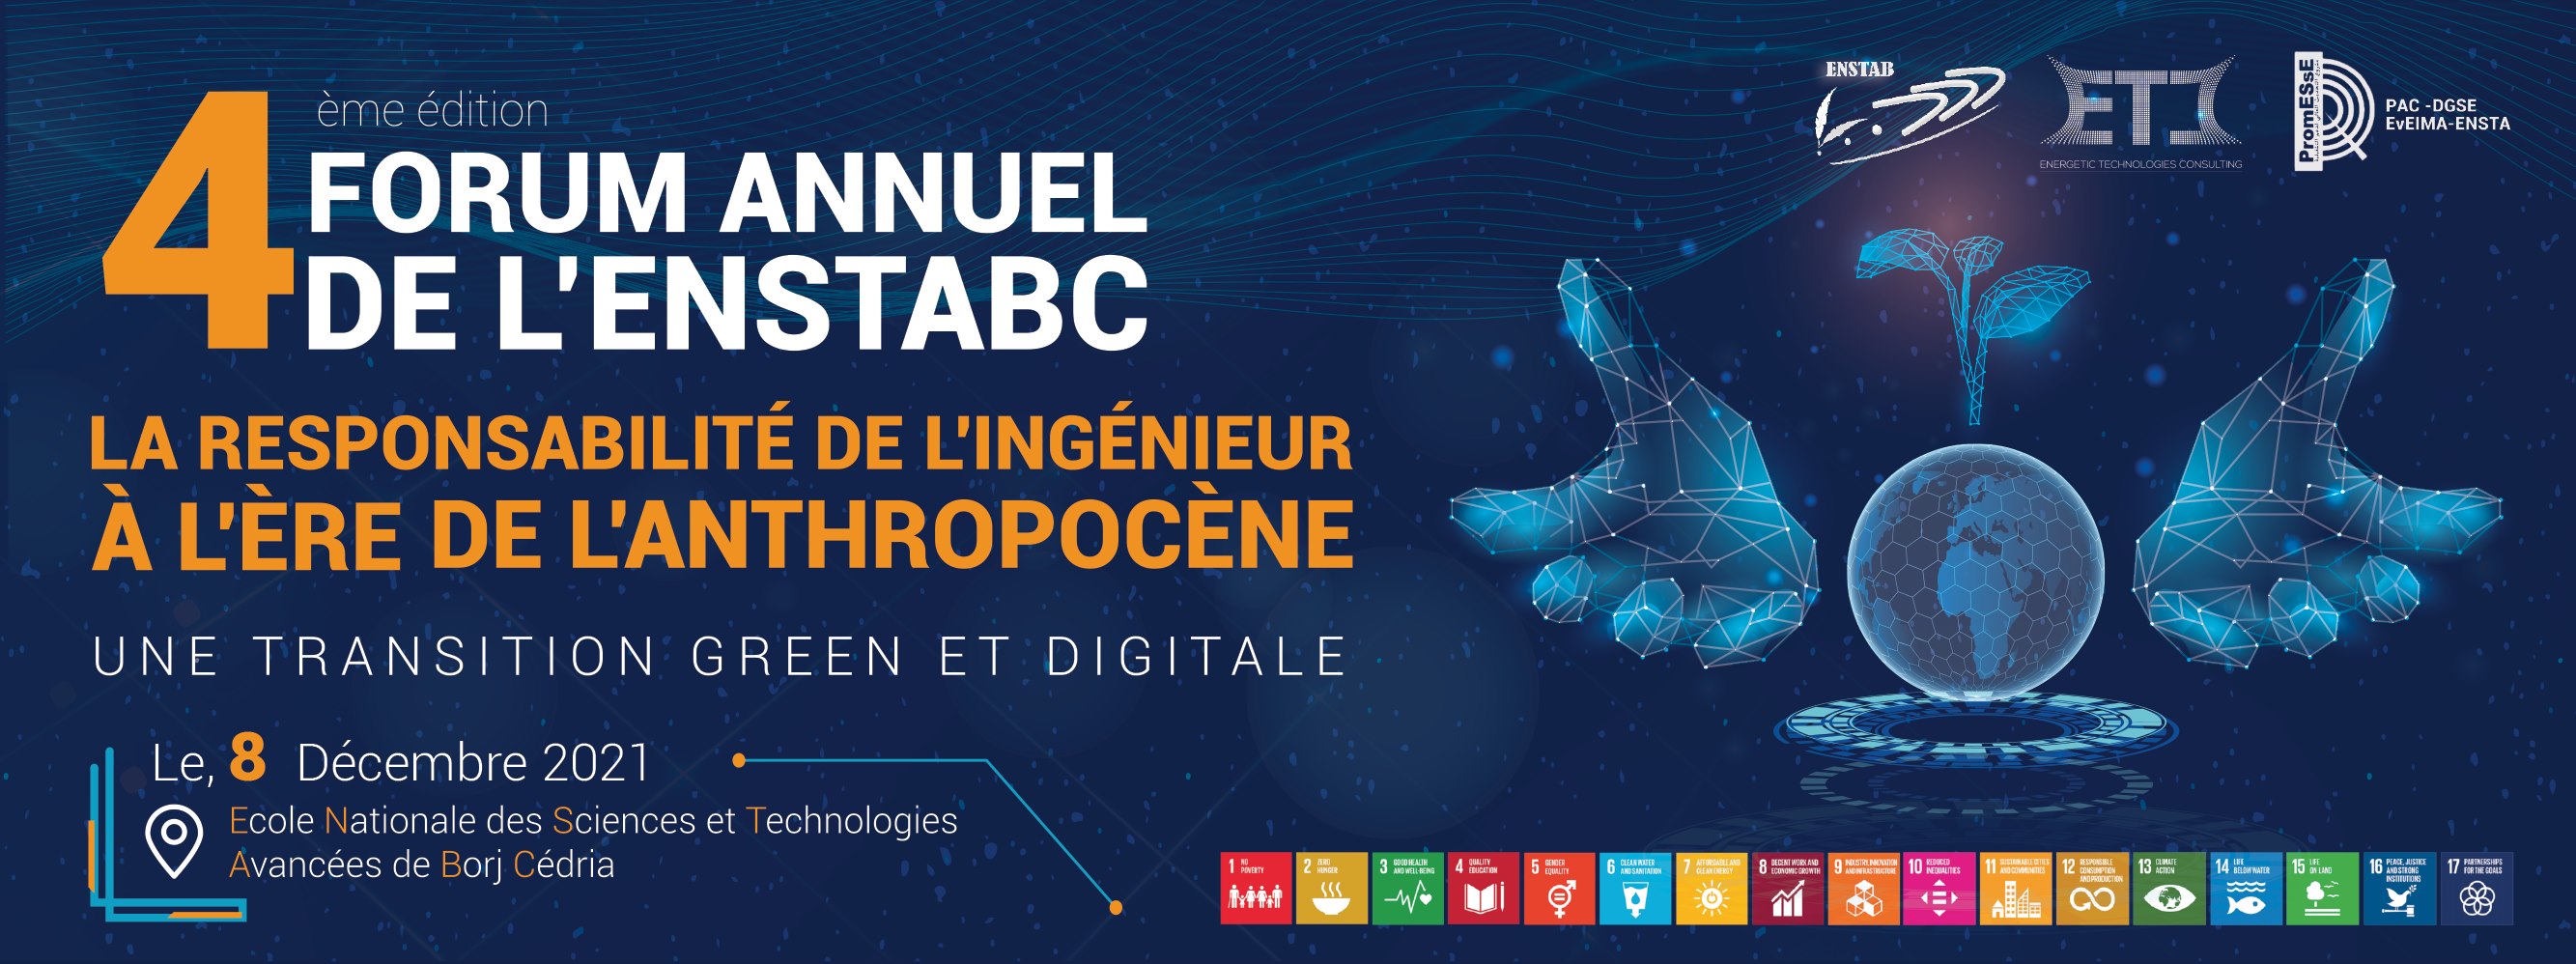 4 ème édition
FORUM ANNUEL
DE L'ENSTABC
LA RESPONSABILITÉ DE L'INGÉNIEUR
À L'ÈRE DE L'ANTHROPOCÈNE
UNE TRANSITION GREEN ET DIGITALE
Le, 8 Décembre 2021
Ecole Nationale des Sciences et Technologies
Avancées de Borj Cédria
ENSTAB
ETC
ENERGETIC TECHNOLOGIES CONSULTING
PromESsE
PAC -DGSE
EvEIMA-ENSTA
1 NO POVERTY
2 ZERO HUNGER
3 GOOD HEALTH AND WELL-BEING
4 QUALITY EDUCATION
5 GENDER EQUALITY
6 CLEAN WATER AND SANITATION
7 AFFORDABLE AND CLEAN ENERGY
8 DECENT WORK AND ECONOMIC GROWTH
9 INDUSTRY, INNOVATION AND INFRASTRUCTURE
10 REDUCED INEQUALITIES
11 SUSTAINABLE CITIES AND COMMUNITIES
12 RESPONSIBLE CONSUMPTION AND PRODUCTION
13 CLIMATE ACTION
14 LIFE BELOW WATER
15 LIFE ON LAND
16 PEACE, JUSTICE AND STRONG INSTITUTIONS
17 PARTNERSHIPS FOR THE GOALS